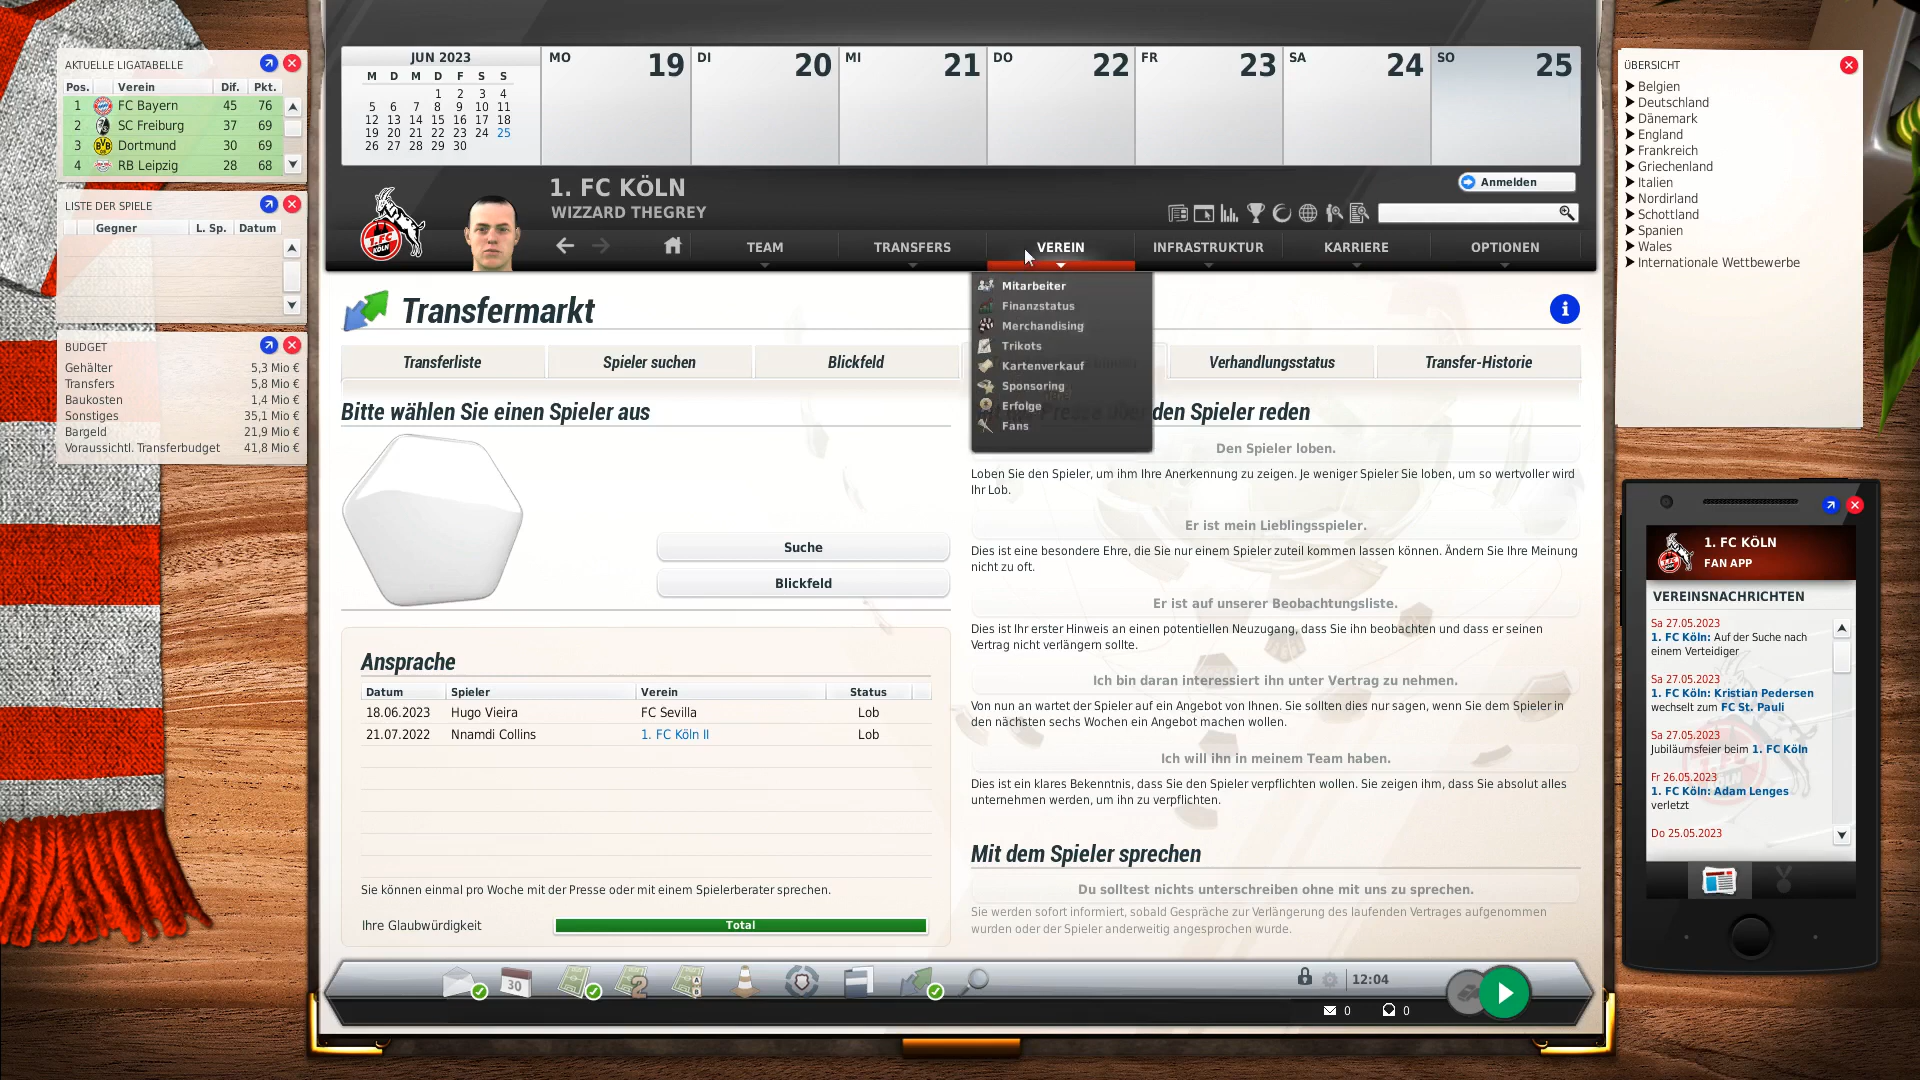 AKTUELLE LIGATABELLE
Pos. Verein Dif. Pkt.
1 FC Bayern 45 76
2 SC Freiburg 37 69
3 Dortmund 30 69
4 RB Leipzig 28 68
LISTE DER SPIELE
Gegner L. Sp. Datum
BUDGET
Gehälter 5,3 Mio €
Transfers 5,8 Mio €
Baukosten 1,4 Mio €
Sonstiges 35,1 Mio €
Bargeld 21,9 Mio €
Voraussichtl. Transferbudget 41,8 Mio €
JUN 2023
M D M D F S S
1 2 3 4
5 6 7 8 9 10 11
12 13 14 15 16 17 18
19 20 21 22 23 24 25
26 27 28 29 30
MO 19 DI 20 MI 21 DO 22 FR 23 SA 24 SO 25
1. FC KÖLN
WIZZARD THEGREY
Anmelden
TEAM TRANSFERS VEREIN INFRASTRUKTUR KARRIERE OPTIONEN
Mitarbeiter
Finanzstatus
Merchandising
Trikots
Kartenverkauf
Sponsoring
Erfolge
Fans
Transfermarkt
Transferliste Spieler suchen Blickfeld Verhandlungsstatus Transfer-Historie
Bitte wählen Sie einen Spieler aus
Suche
Blickfeld
Ansprache
Datum Spieler Verein Status
18.06.2023 Hugo Vieira FC Sevilla Lob
21.07.2022 Nnamdi Collins 1. FC Köln II Lob
Sie können einmal pro Woche mit der Presse oder mit einem Spielerberater sprechen.
Ihre Glaubwürdigkeit Total
den Spieler reden
Den Spieler loben.
Loben Sie den Spieler, um ihm Ihre Anerkennung zu zeigen. Je weniger Spieler Sie loben, um so wertvoller wird
Ihr Lob.
Er ist mein Lieblingsspieler.
Dies ist eine besondere Ehre, die Sie nur einem Spieler zuteil kommen lassen können. Ändern Sie Ihre Meinung
nicht zu oft.
Er ist auf unserer Beobachtungsliste.
Dies ist Ihr erster Hinweis an einen potentiellen Neuzugang, dass Sie ihn beobachten und dass er seinen
Vertrag nicht verlängern sollte.
Ich bin daran interessiert ihn unter Vertrag zu nehmen.
Von nun an wartet der Spieler auf ein Angebot von Ihnen. Sie sollten dies nur sagen, wenn Sie dem Spieler in
den nächsten sechs Wochen ein Angebot machen wollen.
Ich will ihn in meinem Team haben.
Dies ist ein klares Bekenntnis, dass Sie den Spieler verpflichten wollen. Sie zeigen ihm, dass Sie absolut alles
unternehmen werden, um ihn zu verpflichten.
Mit dem Spieler sprechen
Du solltest nichts unterschreiben ohne mit uns zu sprechen.
Sie werden sofort informiert, sobald Gespräche zur Verlängerung des laufenden Vertrages aufgenommen
wurden oder der Spieler anderweitig angesprochen wurde.
30
2
12:04
0 0
ÜBERSICHT
Belgien
Deutschland
Dänemark
England
Frankreich
Griechenland
Italien
Nordirland
Schottland
Spanien
Wales
Internationale Wettbewerbe
1. FC KÖLN
FAN APP
VEREINSNACHRICHTEN
Sa 27.05.2023
1. FC Köln: Auf der Suche nach
einem Verteidiger
Sa 27.05.2023
1. FC Köln: Kristian Pedersen
wechselt zum FC St. Pauli
Sa 27.05.2023
Jubiläumsfeier beim 1. FC Köln
Fr 26.05.2023
1. FC Köln: Adam Lenges
verletzt
Do 25.05.2023